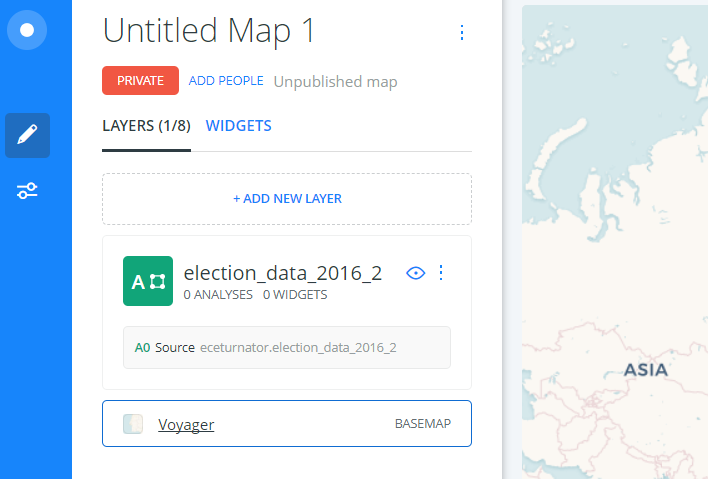 Untitled Map 1
PRIVATE ADD PEOPLE Unpublished map
LAYERS (1/8) WIDGETS
+ ADD NEW LAYER
A election_data_2016_2
0 ANALYSES 0 WIDGETS
A0 Source eceturnator.election_data_2016_2
ASIA
Voyager BASEMAP